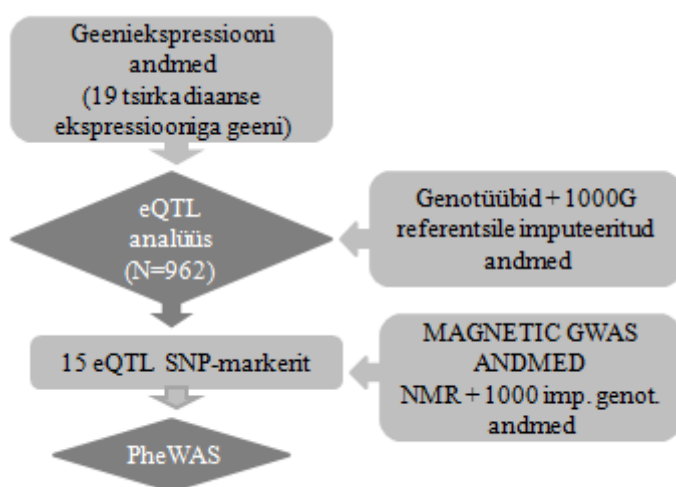 Geeniekspressiooni
andmed
(19 tsirkadiaanse
ekspressiooniga geeni)
eQTL
analüüs
(N=962)
Genotüübid + 1000G
referentsile imputeeritud
andmed
15 eQTL SNP-markerit
MAGNETIC GWAS
ANDMED
NMR + 1000 imp. genot.
andmed
PheWAS